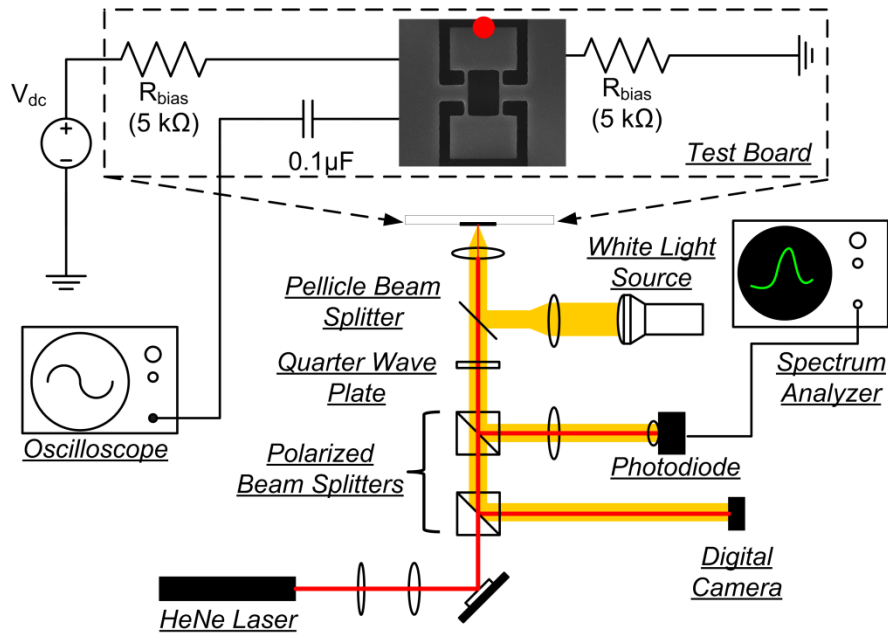 V_dc
R_bias
(5 kΩ)
0.1µF
R_bias
(5 kΩ)
Test Board
White Light
Source
Pellicle Beam
Splitter
Quarter Wave
Plate
Spectrum
Analyzer
Oscilloscope
Polarized
Beam Splitters
Photodiode
Digital
Camera
HeNe Laser